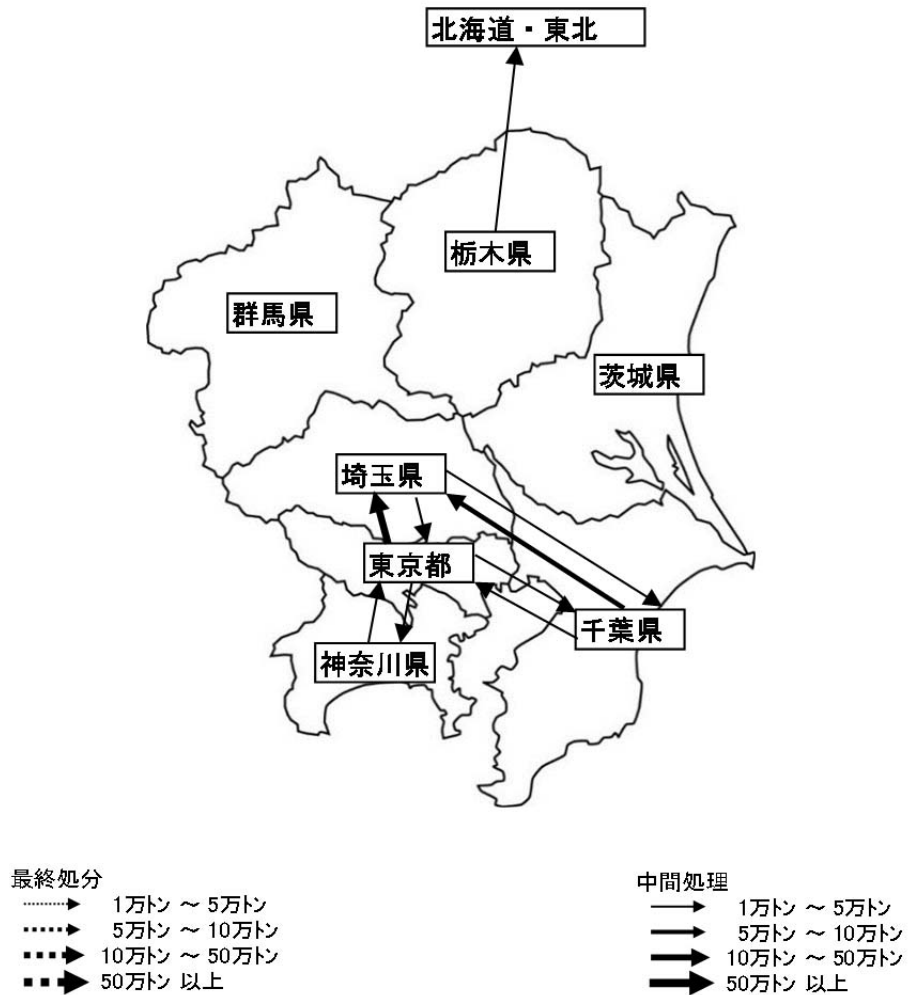 北海道・東北
栃木県
群馬県
茨城県
埼玉県
東京都
千葉県
神奈川県
最終処分
1万トン ～ 5万トン
5万トン ～ 10万トン
10万トン ～ 50万トン
50万トン 以上
中間処理
1万トン ～ 5万トン
5万トン ～ 10万トン
10万トン ～ 50万トン
50万トン 以上